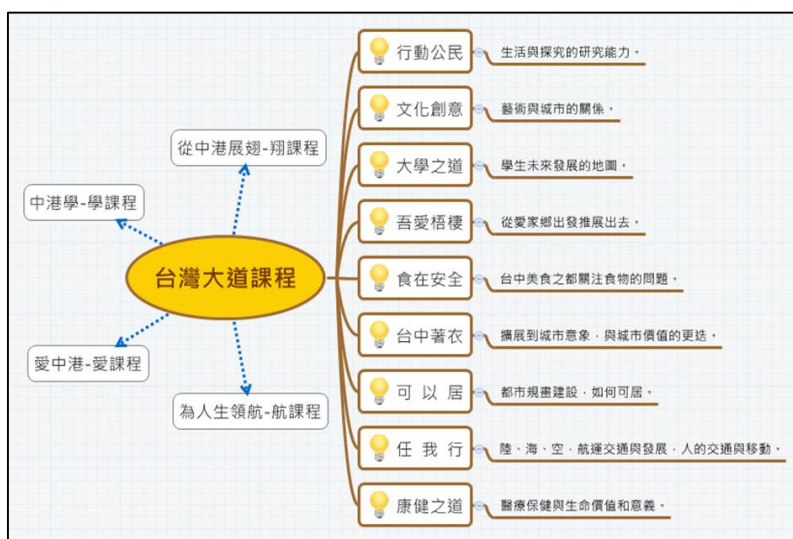 台灣大道課程
從中港展翅-翔課程
中港學-學課程
愛中港-愛課程
為人生領航-航課程
行動公民
生活與探究的研究能力。
文化創意
藝術與城市的關係。
大學之道
學生未來發展的地圖。
吾愛梧棲
從愛家鄉出發推展出去。
食在安全
台中美食之都關注食物的問題。
台中著衣
擴展到城市意象，與城市價值的更迭。
可以居
都市規畫建設，如何可居。
任我行
陸、海、空，航運交通與發展，人的交通與移動。
康健之道
醫療保健與生命價值和意義。